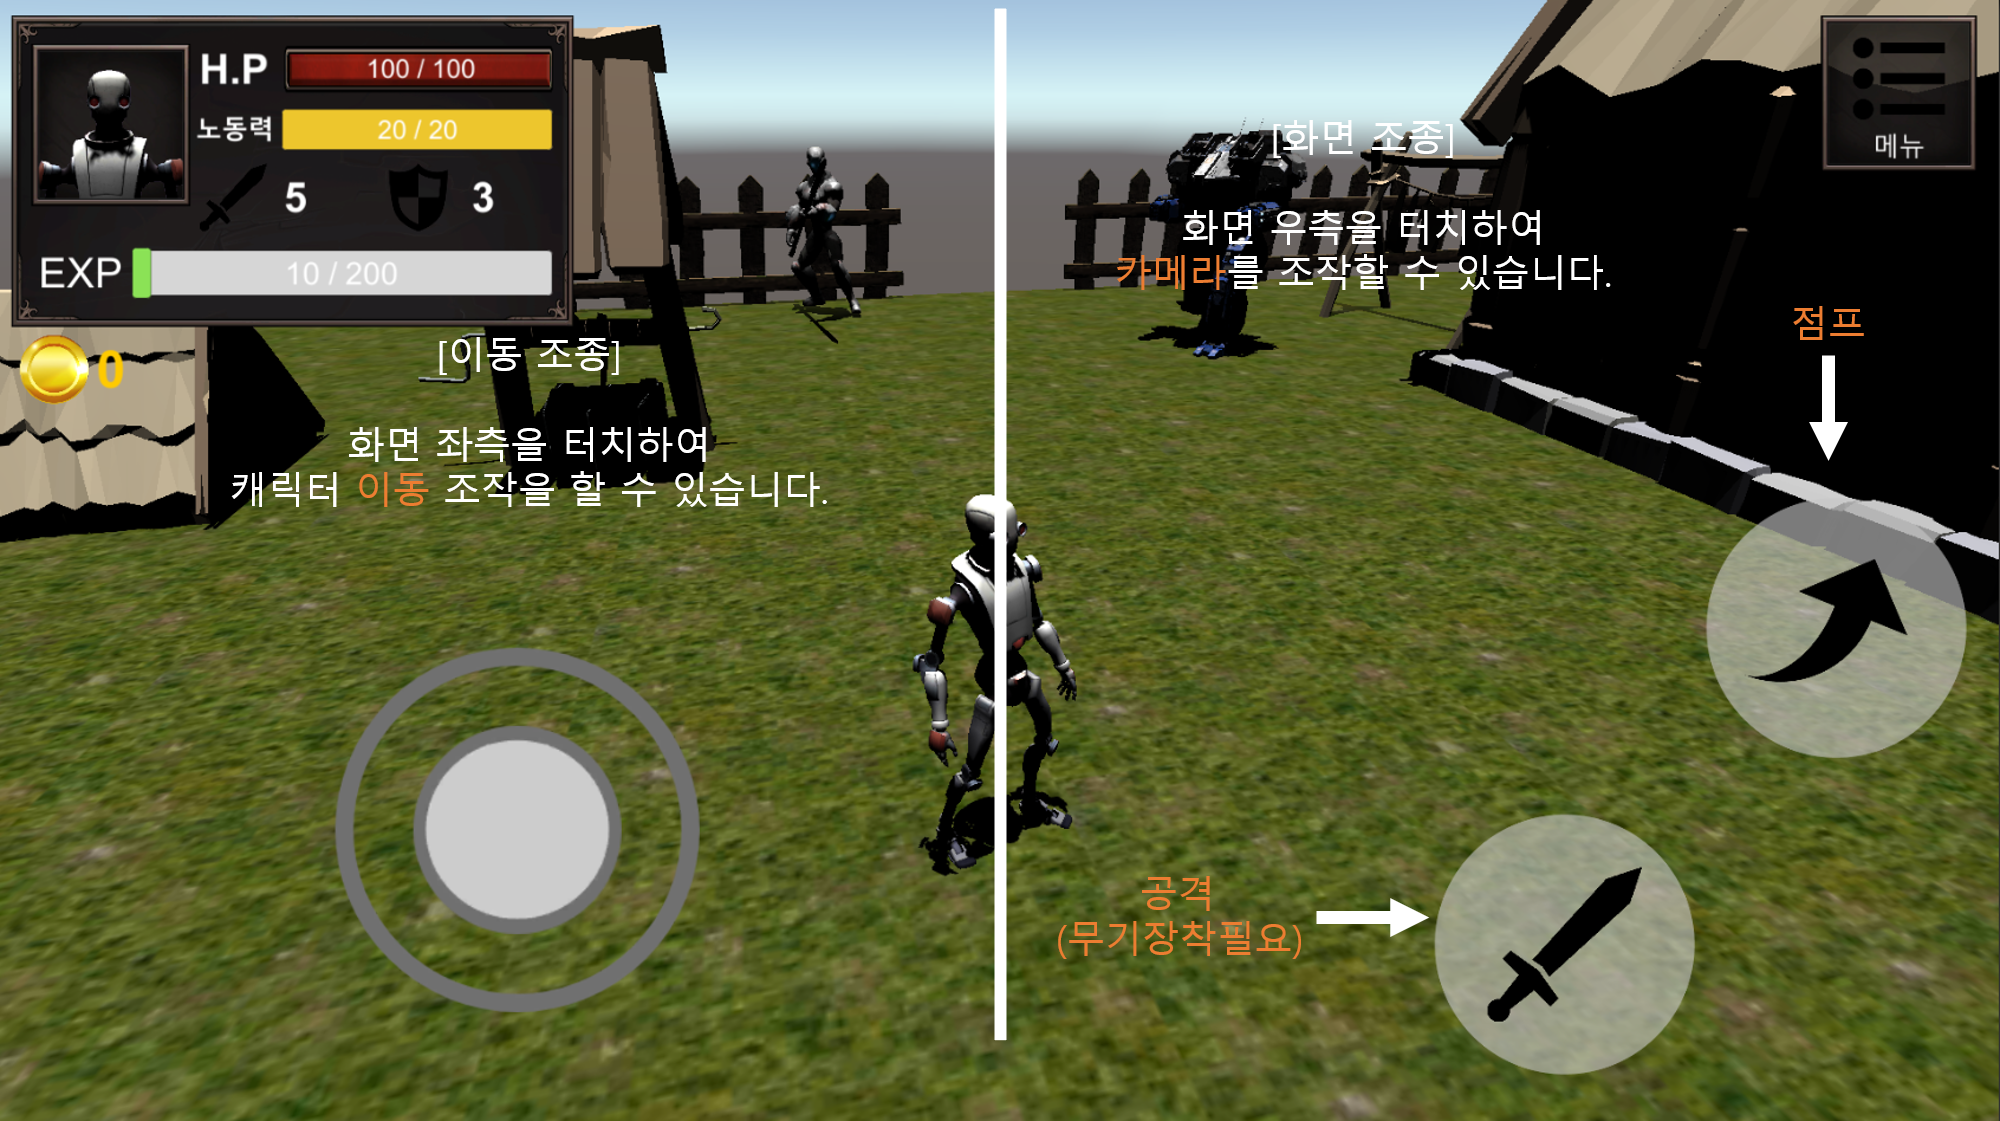 H.P 100 / 100
노동력 20 / 20
5 3
EXP 10 / 200
0
메뉴
[이동 조종]
화면 좌측을 터치하여
캐릭터 이동 조작을 할 수 있습니다.
[화면 조종]
화면 우측을 터치하여
카메라를 조작할 수 있습니다.
점프
공격
(무기장착필요)